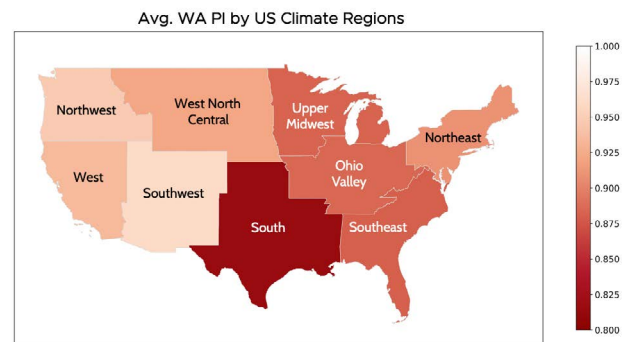 Avg. WA PI by US Climate Regions
Northwest
West North
Central
Upper
Midwest
Northeast
West
Southwest
Ohio
Valley
South
Southeast
1.000
0.975
0.950
0.925
0.900
0.875
0.850
0.825
0.800